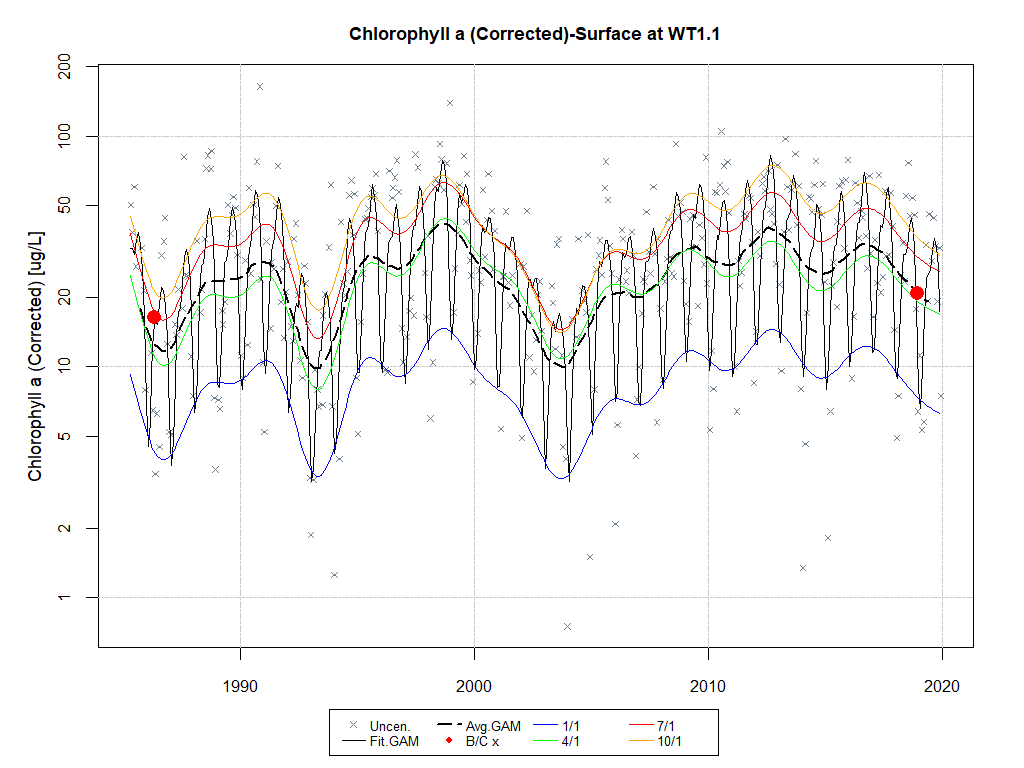 Chlorophyll a (Corrected)-Surface at WT1.1
Chlorophyll a (Corrected) [ug/L]
200
100
50
20
10
5
2
1
1990
2000
2010
2020
Uncen.
Avg.GAM
1/1
7/1
Fit.GAM
B/C x
4/1
10/1